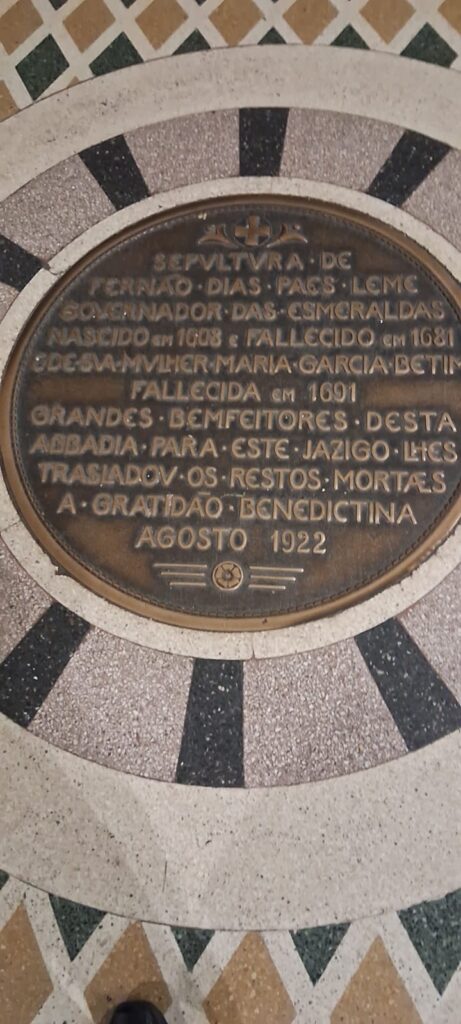 SEPVLTVRA · DE
FERNÃO · DIAS · PAES · LEME
GOVERNADOR · DAS · ESMERALDAS
NASCIDO em 1608 e FALLECIDO em 1681
E DE · SVA · MVLHER · MARIA · GARCIA · BETIM
FALLECIDA em 1691
GRANDES · BEMFEITORES · DESTA
ABBADIA · PARA · ESTE · JAZIGO · LHES
TRASLADOV · OS · RESTOS · MORTÆS
A · GRATIDÃO · BENEDICTINA
AGOSTO 1922